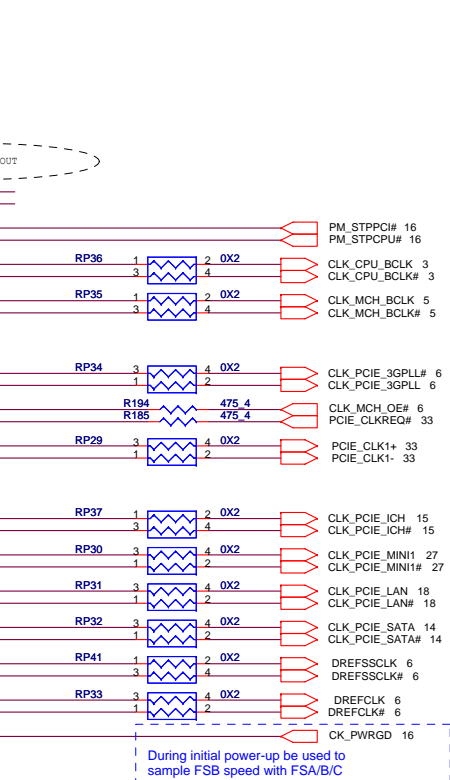 OUT
PM_STPPCI# 16
PM_STPCPU# 16
RP36 1 2 0X2 CLK_CPU_BCLK 3
3 4 CLK_CPU_BCLK# 3
RP35 1 2 0X2 CLK_MCH_BCLK 5
3 4 CLK_MCH_BCLK# 5
RP34 3 4 0X2 CLK_PCIE_3GPLL# 6
1 2 CLK_PCIE_3GPLL 6
R194 475_4 CLK_MCH_OE# 6
R185 475_4 PCIE_CLKREQ# 33
RP29 3 4 0X2 PCIE_CLK1+ 33
1 2 PCIE_CLK1- 33
RP37 1 2 0X2 CLK_PCIE_ICH 15
3 4 CLK_PCIE_ICH# 15
RP30 3 4 0X2 CLK_PCIE_MINI1 27
1 2 CLK_PCIE_MINI1# 27
RP31 3 4 0X2 CLK_PCIE_LAN 18
1 2 CLK_PCIE_LAN# 18
RP32 3 4 0X2 CLK_PCIE_SATA 14
1 2 CLK_PCIE_SATA# 14
RP41 1 2 0X2 DREFSSCLK 6
3 4 DREFSSCLK# 6
RP33 3 4 0X2 DREFCLK 6
1 2 DREFCLK# 6
CK_PWRGD 16
During initial power-up be used to
sample FSB speed with FSA/B/C